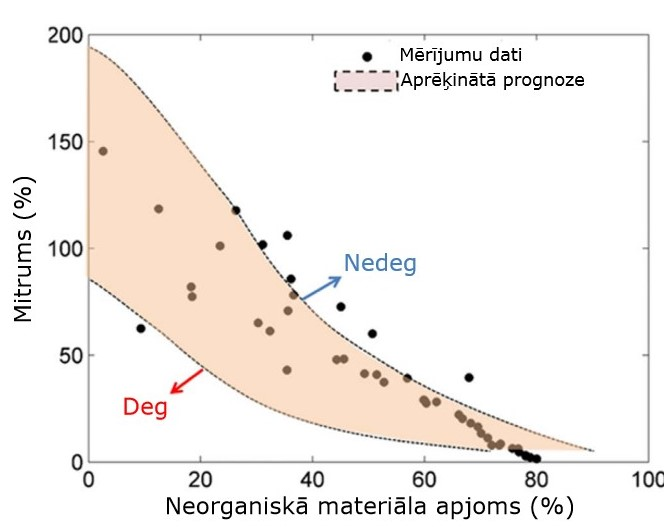 200
150
100
50
0
Mitrums (%)
Mērījumu dati
Aprēķinātā prognoze
Nedeg
Deg
0 20 40 60 80 100
Neorganiskā materiāla apjoms (%)